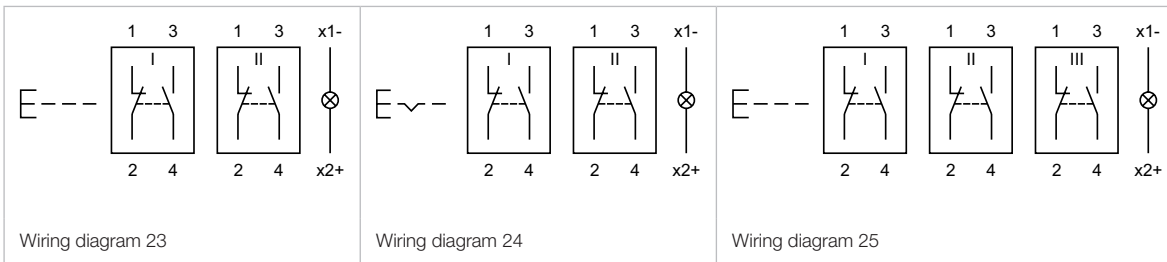 1 3 1 3 x1-
I II
2 4 2 4 x2+
Wiring diagram 23
1 3 1 3 x1-
I II
2 4 2 4 x2+
Wiring diagram 24
1 3 1 3 1 3 x1-
I II III
2 4 2 4 2 4 x2+
Wiring diagram 25